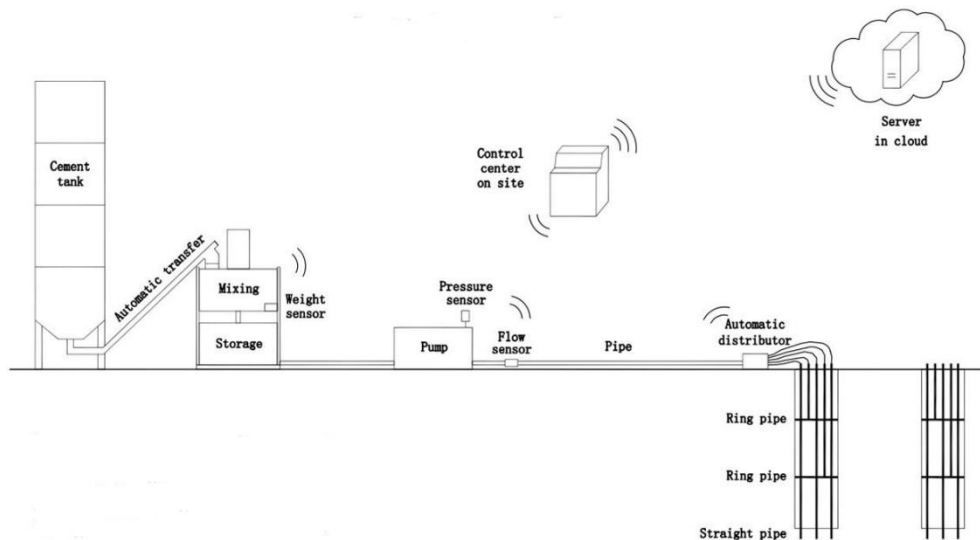 Server
in cloud
Control
center
on site
Cement
tank
Automatic transfer
Mixing
Weight
sensor
Storage
Pressure
sensor
Pump
Flow
sensor
Pipe
Automatic
distributor
Ring pipe
Ring pipe
Straight pipe